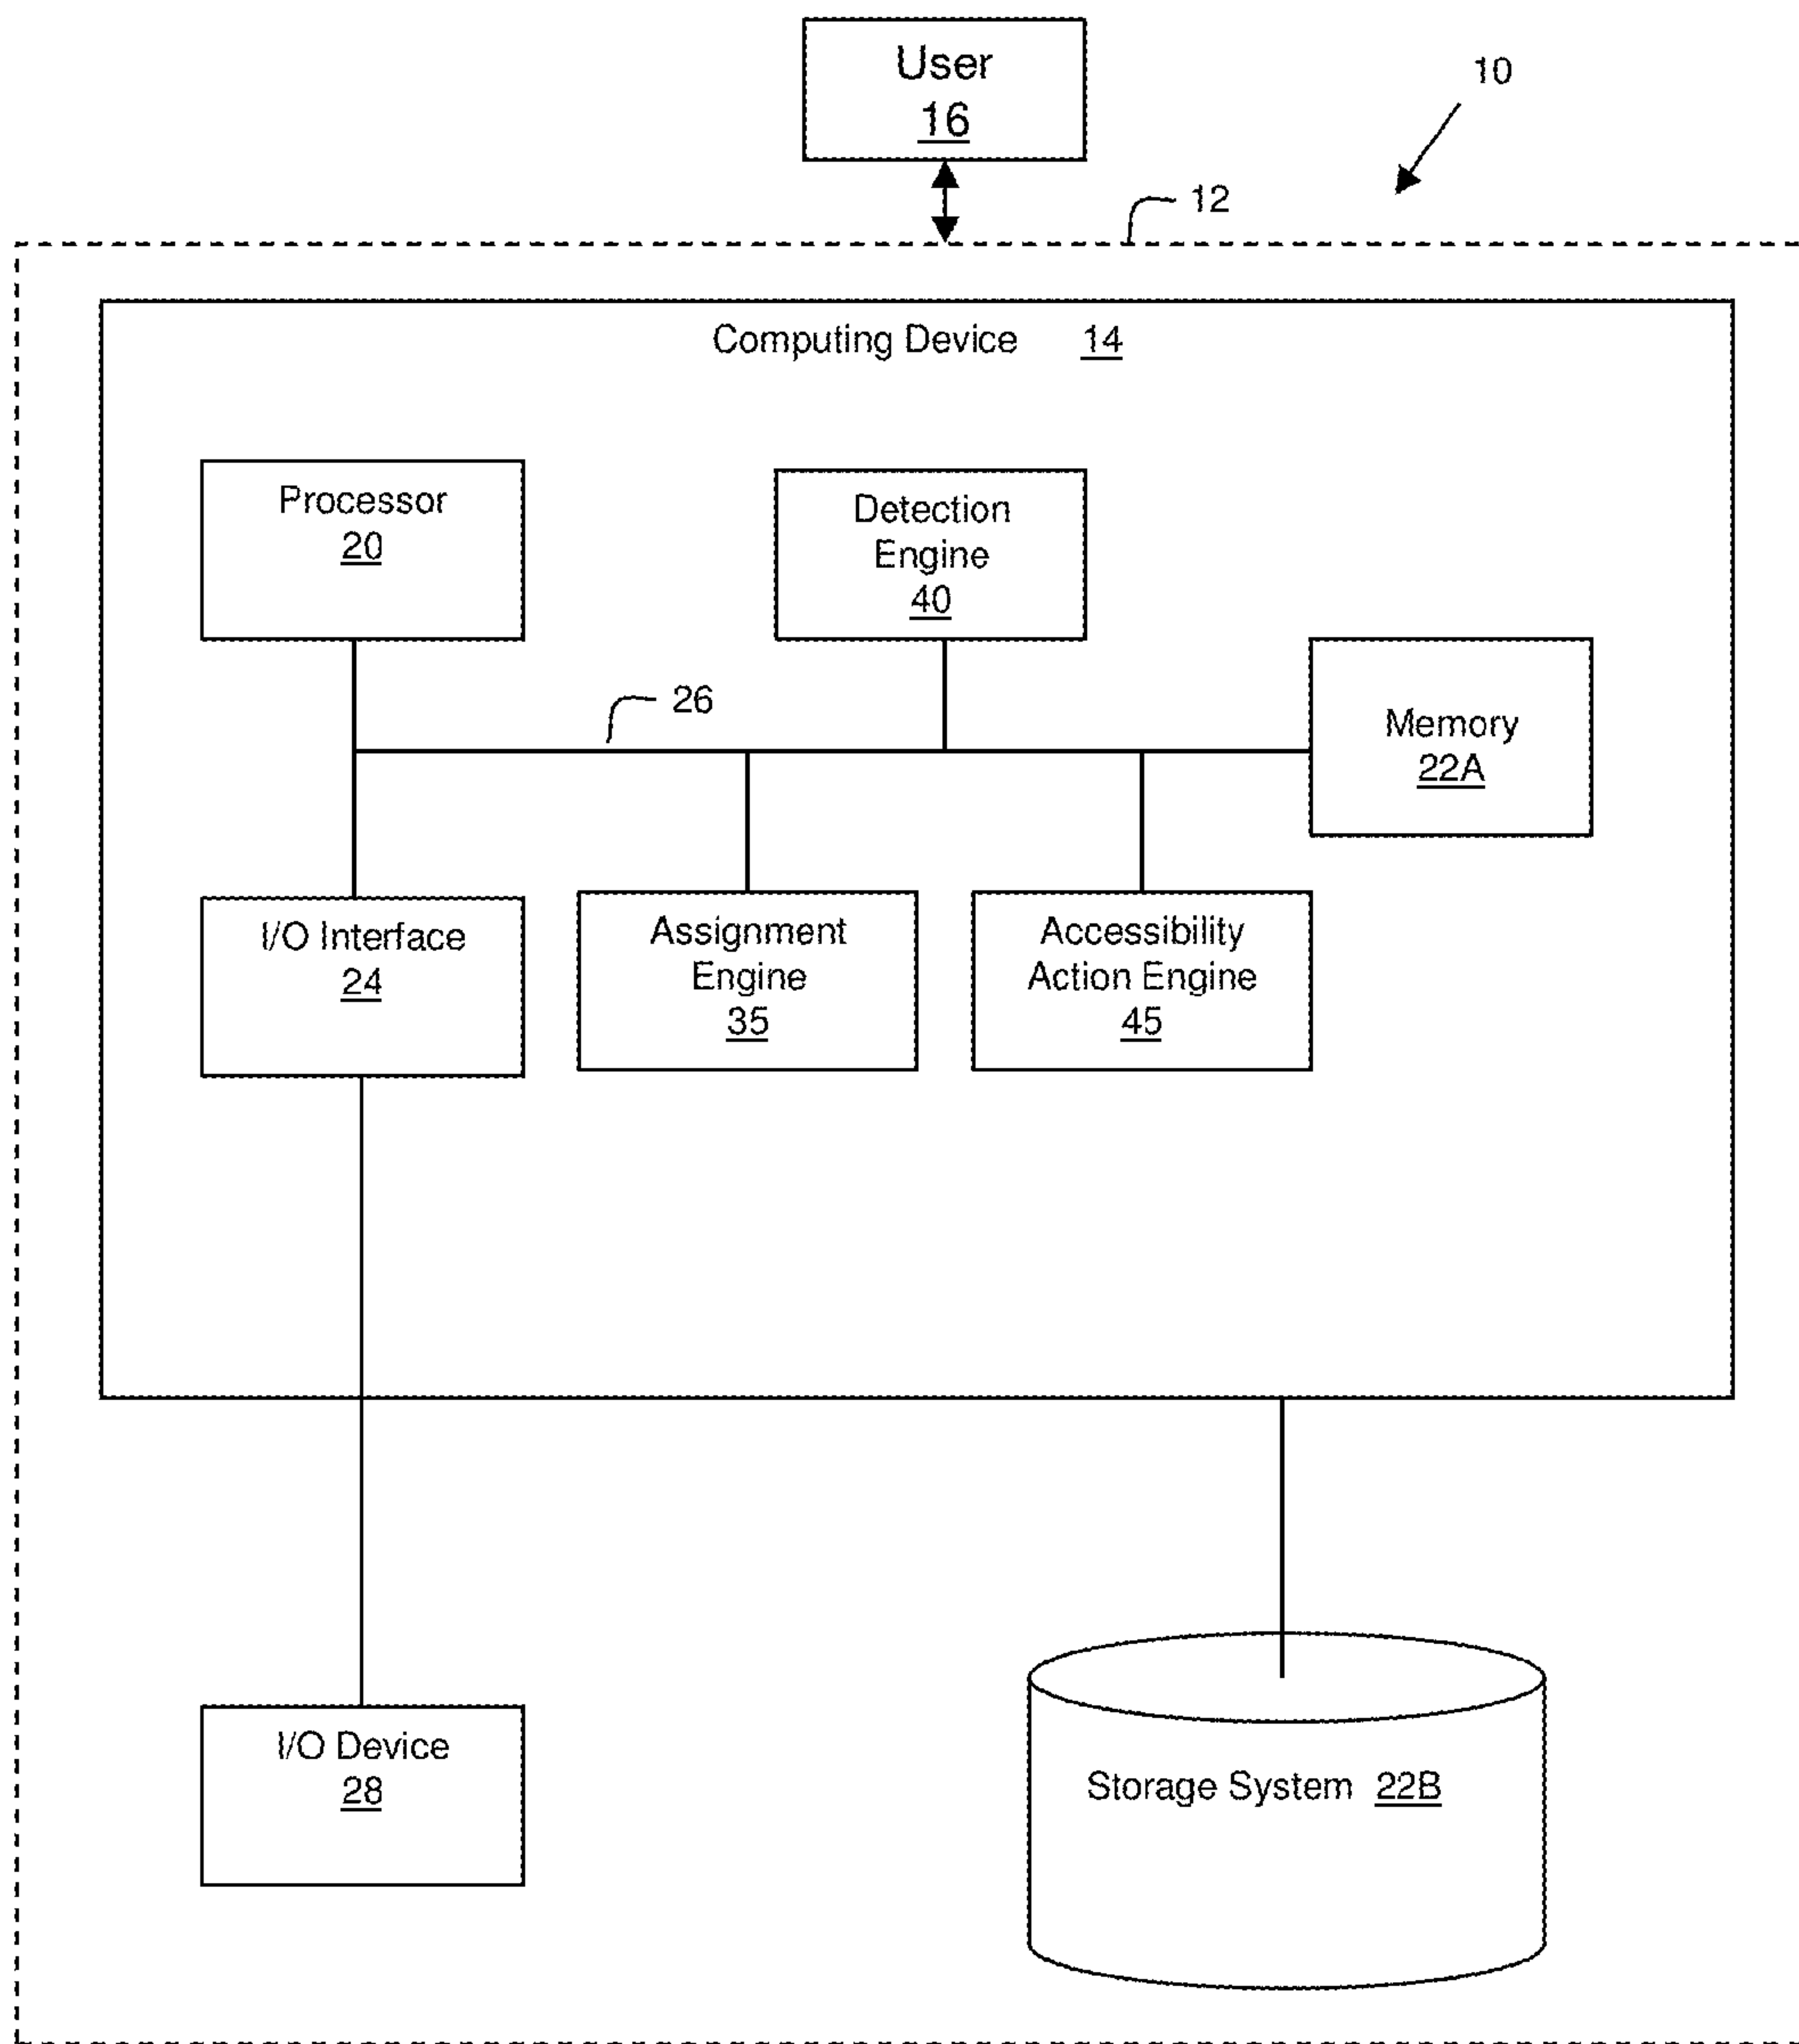 User
16
10
12
Computing Device 14
Processor
20
Detection
Engine
40
26
Memory
22A
I/O Interface
24
Assignment
Engine
35
Accessibility
Action Engine
45
I/O Device
28
Storage System 22B